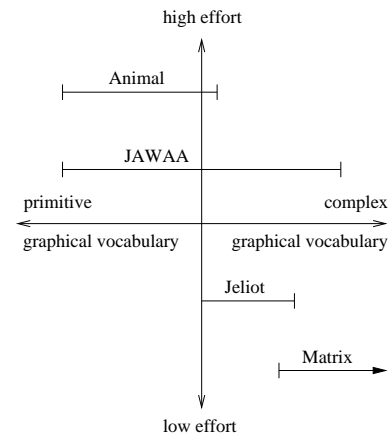 high effort
Animal
JAWAA
primitive complex
graphical vocabulary graphical vocabulary
Jeliot
Matrix
low effort